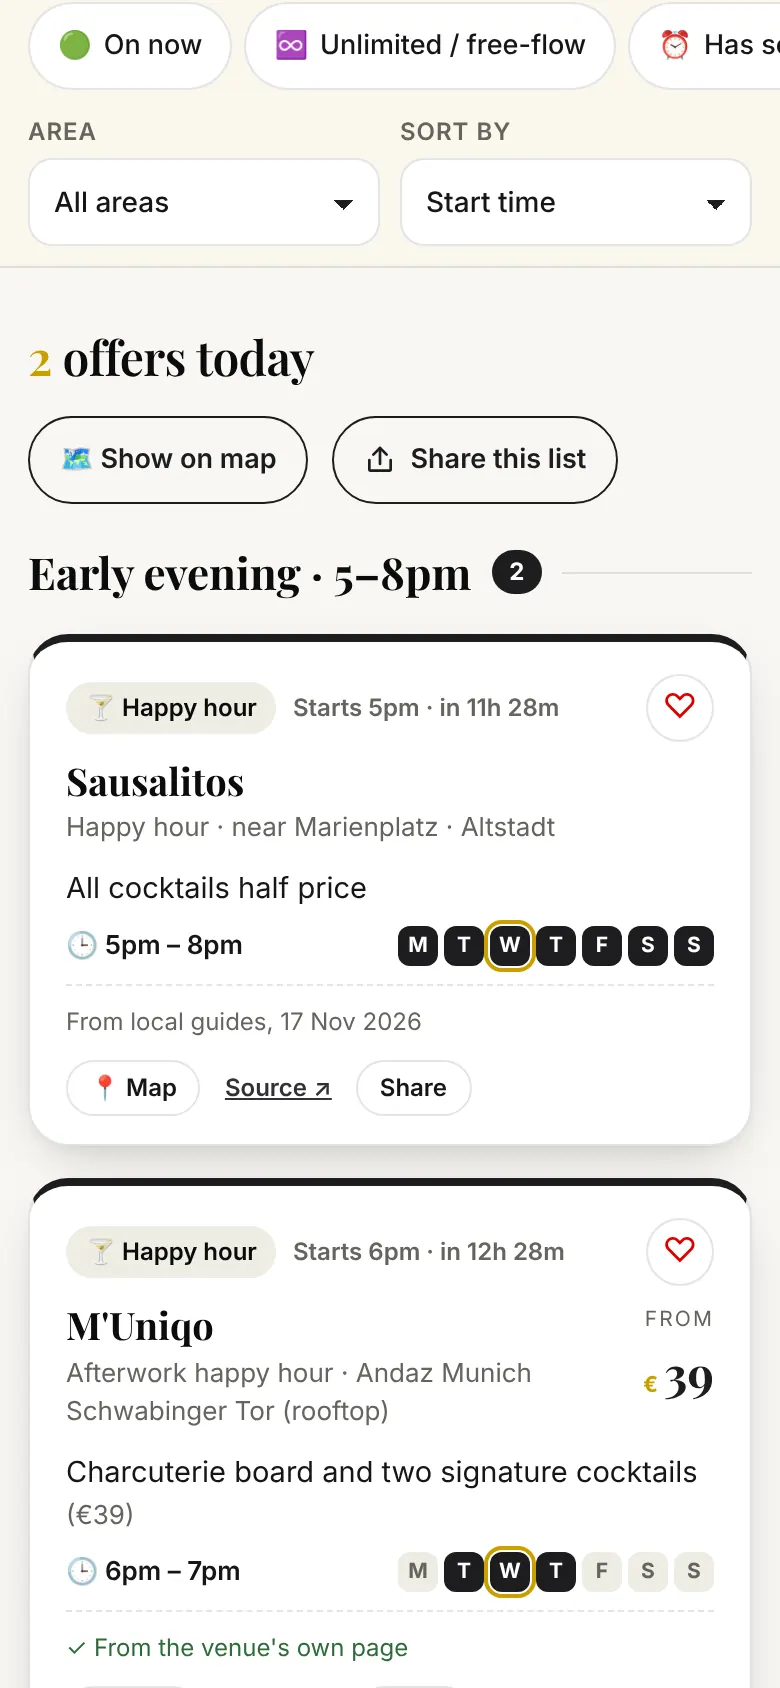 On now
Unlimited / free-flow
Has s
AREA
SORT BY
All areas
Start time
2 offers today
Show on map
Share this list
Early evening · 5–8pm 2
Happy hour
Starts 5pm · in 11h 28m
Sausalitos
Happy hour · near Marienplatz · Altstadt
All cocktails half price
5pm – 8pm
M T W T F S S
From local guides, 17 Nov 2026
Map
Source ↗
Share
Happy hour
Starts 6pm · in 12h 28m
M'Uniqo
FROM
€39
Afterwork happy hour · Andaz Munich
Schwabinger Tor (rooftop)
Charcuterie board and two signature cocktails
(€39)
6pm – 7pm
M T W T F S S
✓ From the venue's own page